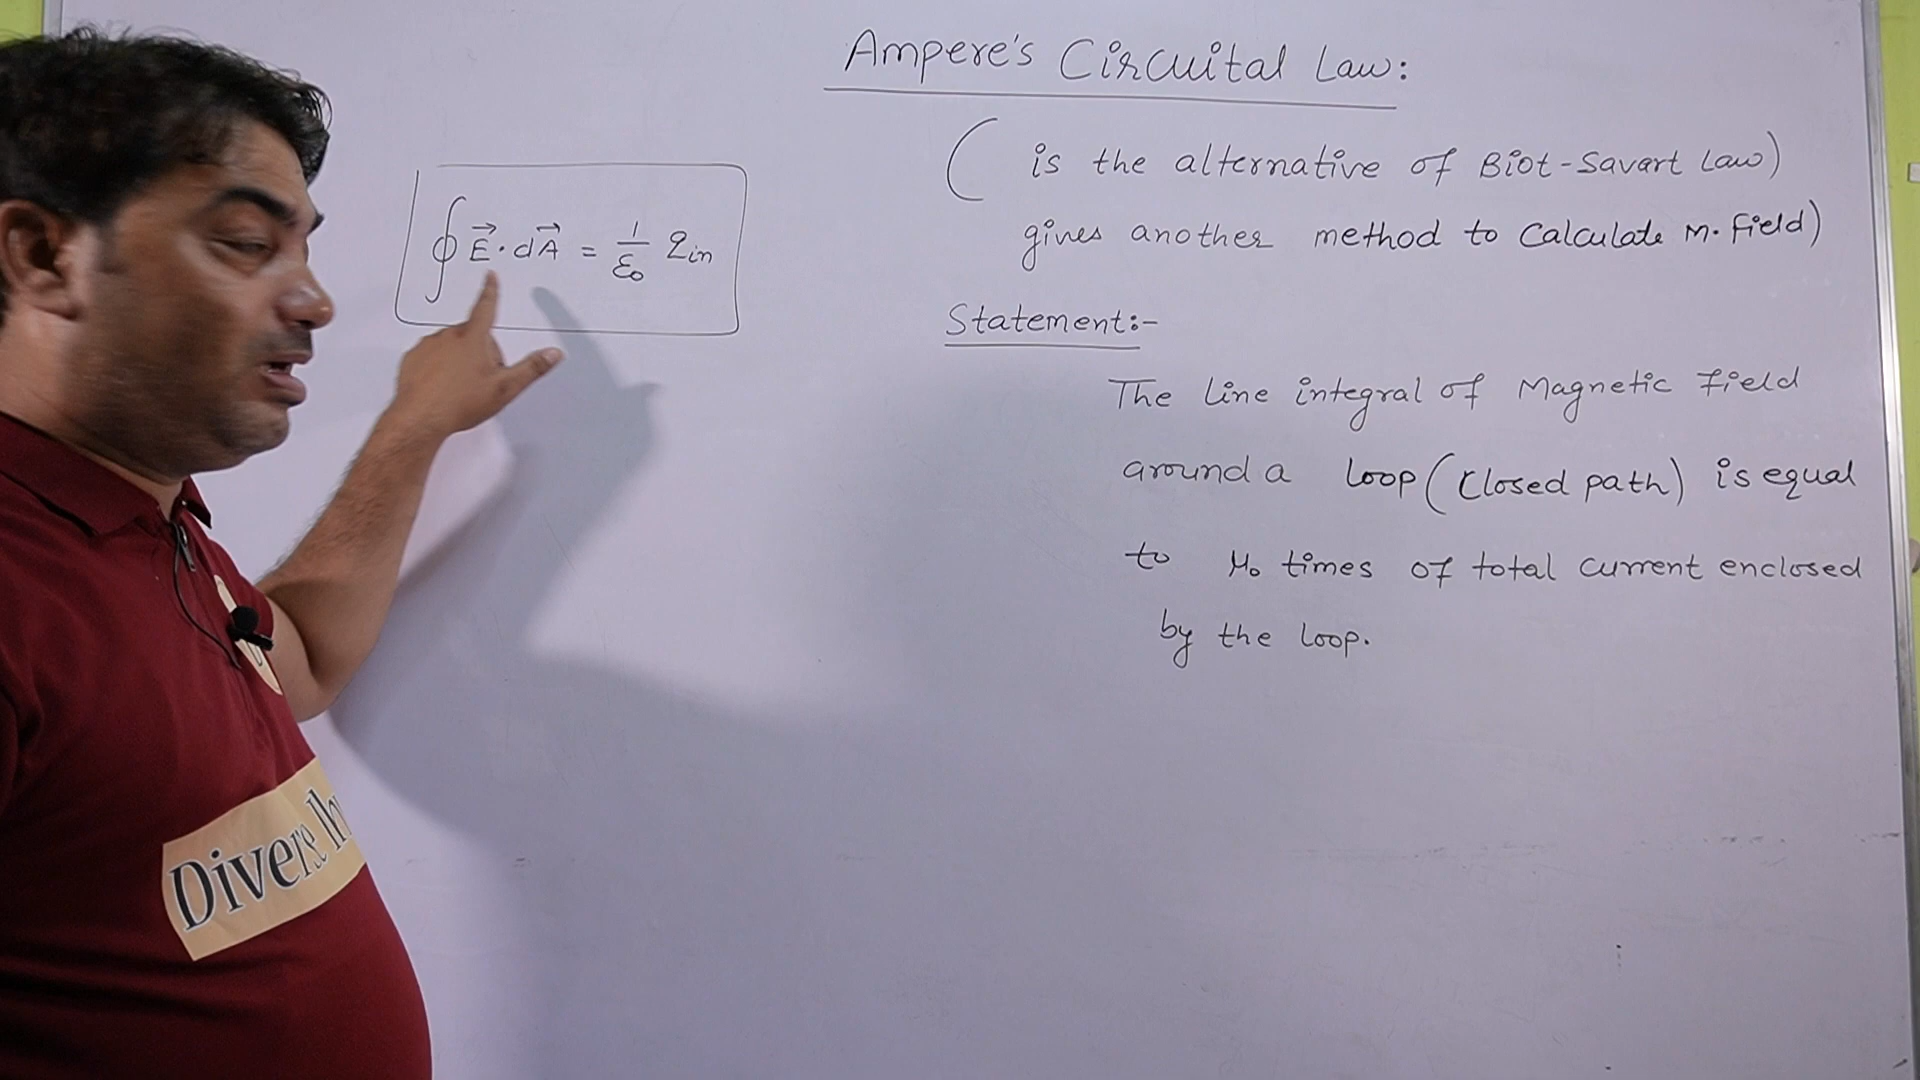 Ampere's Circuital Law:
( is the alternative of Biot-Savart Law)
gives another method to Calculate M. Field)
∮ E⃗ · dA⃗ = 1/ε₀ q_in
Statement:-
The Line integral of Magnetic Field
around a Loop (Closed path) is equal
to μ₀ times of total current enclosed
by the Loop.